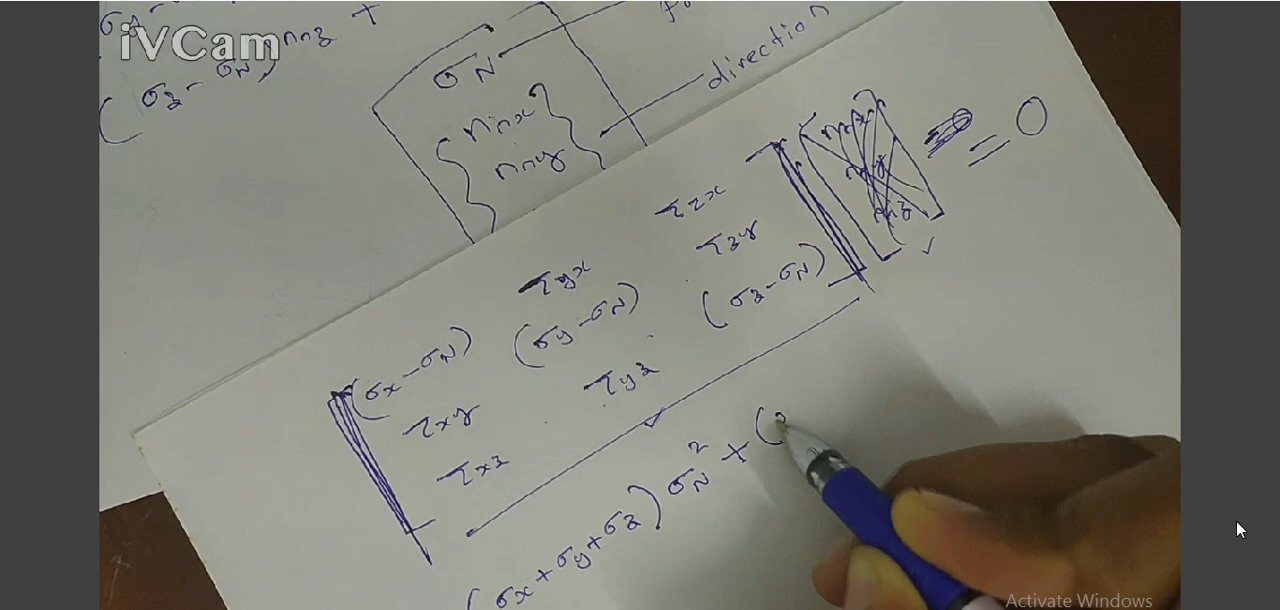 iVCam
(σz - σN) nnz +
σN
nnx
nny
direction
(σx - σN) τyx τzx
τxy (σy - σN) τzy
τxz τyz (σz - σN)
= 0
(σx + σy + σz) σN² + (
Activate Windows